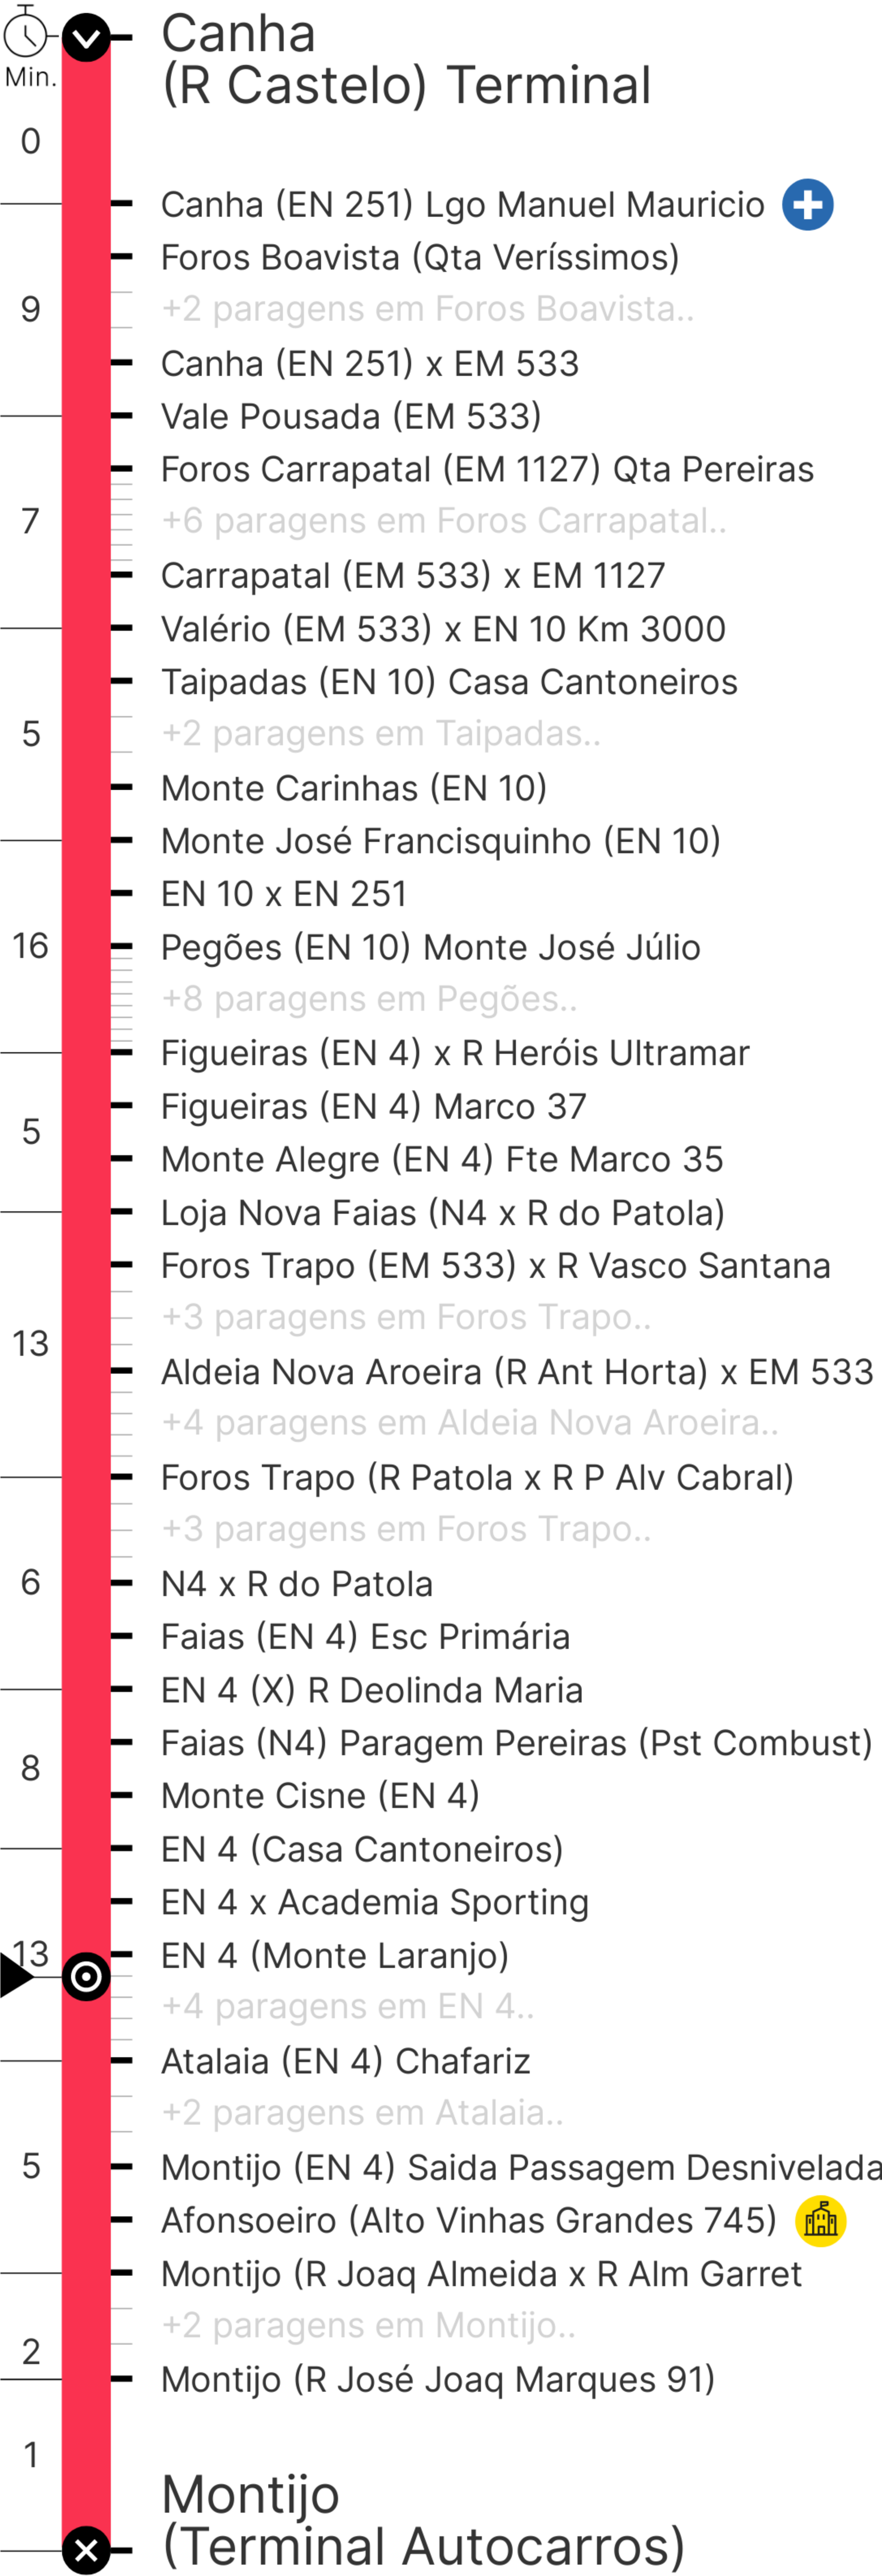 Canha
(R Castelo) Terminal
Min.
0
Canha (EN 251) Lgo Manuel Mauricio
Foros Boavista (Qta Veríssimos)
9
+2 paragens em Foros Boavista..
Canha (EN 251) x EM 533
Vale Pousada (EM 533)
Foros Carrapatal (EM 1127) Qta Pereiras
7
+6 paragens em Foros Carrapatal..
Carrapatal (EM 533) x EM 1127
Valério (EM 533) x EN 10 Km 3000
Taipadas (EN 10) Casa Cantoneiros
5
+2 paragens em Taipadas..
Monte Carinhas (EN 10)
Monte José Francisquinho (EN 10)
EN 10 x EN 251
16
Pegões (EN 10) Monte José Júlio
+8 paragens em Pegões..
Figueiras (EN 4) x R Heróis Ultramar
Figueiras (EN 4) Marco 37
5
Monte Alegre (EN 4) Fte Marco 35
Loja Nova Faias (N4 x R do Patola)
Foros Trapo (EM 533) x R Vasco Santana
+3 paragens em Foros Trapo..
13
Aldeia Nova Aroeira (R Ant Horta) x EM 533
+4 paragens em Aldeia Nova Aroeira..
Foros Trapo (R Patola x R P Alv Cabral)
+3 paragens em Foros Trapo..
6
N4 x R do Patola
Faias (EN 4) Esc Primária
EN 4 (X) R Deolinda Maria
Faias (N4) Paragem Pereiras (Pst Combust)
8
Monte Cisne (EN 4)
EN 4 (Casa Cantoneiros)
EN 4 x Academia Sporting
13
EN 4 (Monte Laranjo)
+4 paragens em EN 4..
Atalaia (EN 4) Chafariz
+2 paragens em Atalaia..
5
Montijo (EN 4) Saida Passagem Desnivelada
Afonsoeiro (Alto Vinhas Grandes 745)
Montijo (R Joaq Almeida x R Alm Garret
+2 paragens em Montijo..
2
Montijo (R José Joaq Marques 91)
1
Montijo
(Terminal Autocarros)